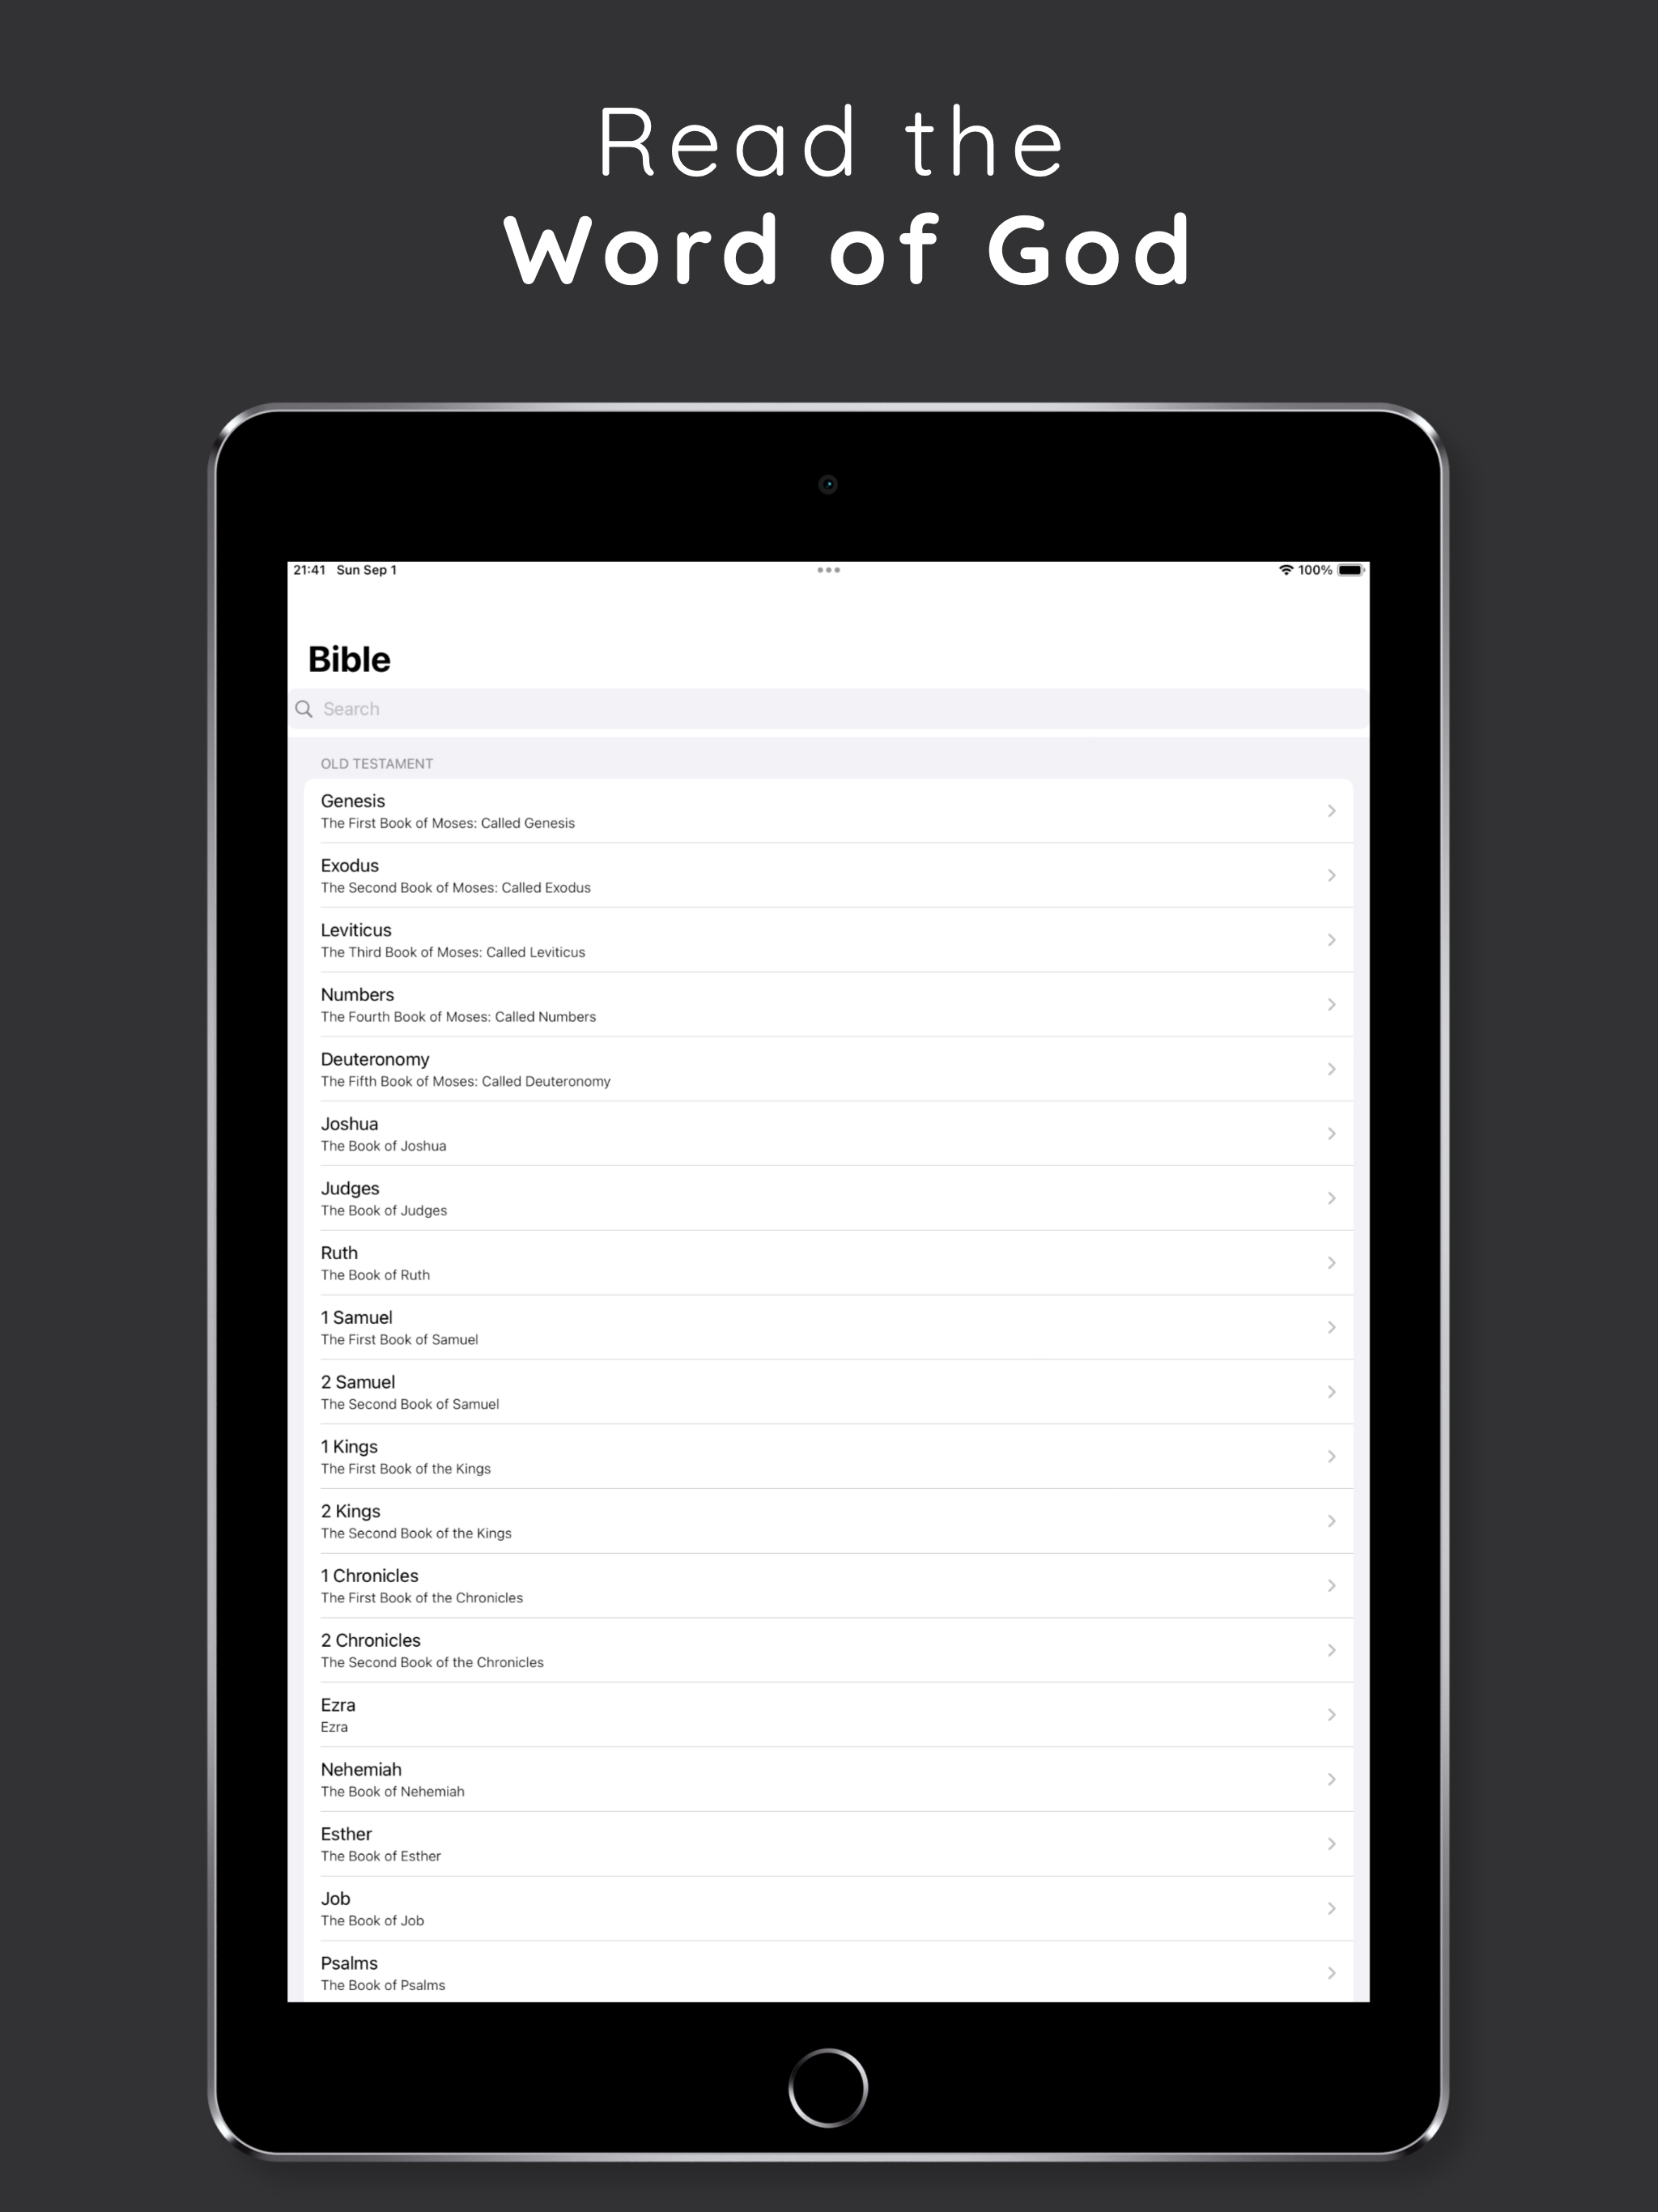 Read the
Word of God
21:41 Sun Sep 1
100%
Bible
Search
OLD TESTAMENT
Genesis
The First Book of Moses: Called Genesis
Exodus
The Second Book of Moses: Called Exodus
Leviticus
The Third Book of Moses: Called Leviticus
Numbers
The Fourth Book of Moses: Called Numbers
Deuteronomy
The Fifth Book of Moses: Called Deuteronomy
Joshua
The Book of Joshua
Judges
The Book of Judges
Ruth
The Book of Ruth
1 Samuel
The First Book of Samuel
2 Samuel
The Second Book of Samuel
1 Kings
The First Book of the Kings
2 Kings
The Second Book of the Kings
1 Chronicles
The First Book of the Chronicles
2 Chronicles
The Second Book of the Chronicles
Ezra
Ezra
Nehemiah
The Book of Nehemiah
Esther
The Book of Esther
Job
The Book of Job
Psalms
The Book of Psalms